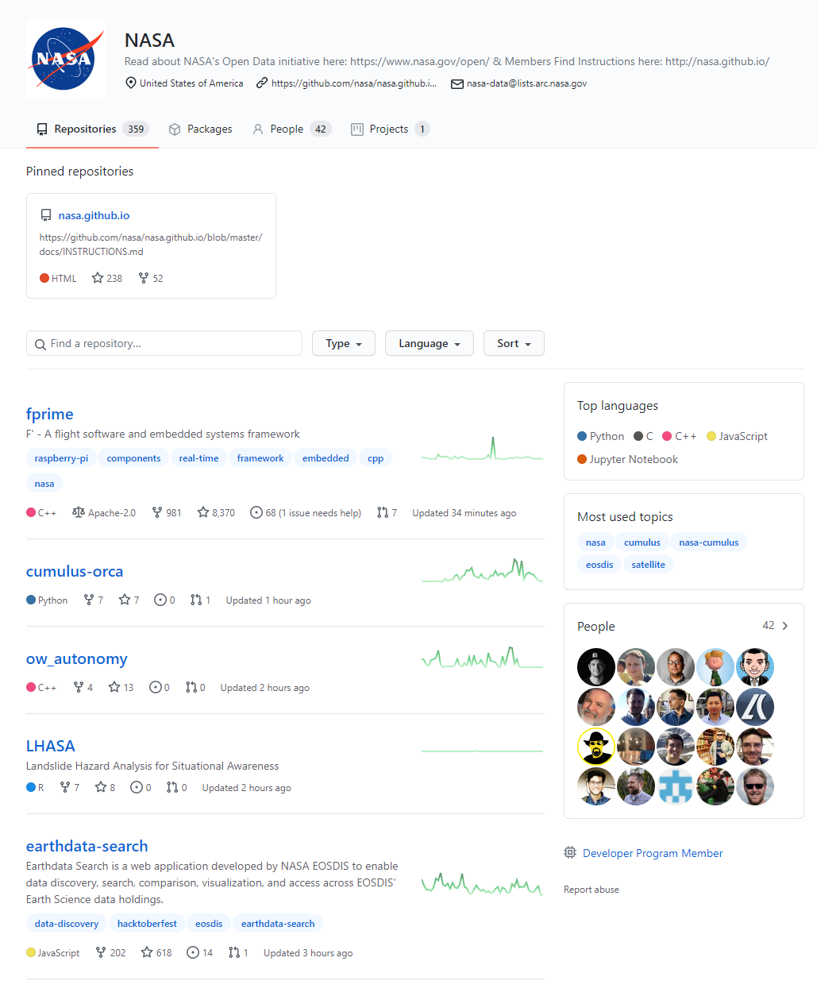 NASA
NASA
Read about NASA's Open Data initiative here: https://www.nasa.gov/open/ & Members Find Instructions here: http://nasa.github.io/
United States of America https://github.com/nasa/nasa.github.i... nasa-data@lists.arc.nasa.gov
Repositories 359 Packages People 42 Projects 1
Pinned repositories
nasa.github.io
https://github.com/nasa/nasa.github.io/blob/master/
docs/INSTRUCTIONS.md
HTML 238 52
Find a repository... Type Language Sort
fprime
F' - A flight software and embedded systems framework
raspberry-pi components real-time framework embedded cpp
nasa
C++ Apache-2.0 981 8,370 68 (1 issue needs help) 7 Updated 34 minutes ago
cumulus-orca
Python 7 7 0 1 Updated 1 hour ago
ow_autonomy
C++ 4 13 0 0 Updated 2 hours ago
LHASA
Landslide Hazard Analysis for Situational Awareness
R 7 8 0 0 Updated 2 hours ago
earthdata-search
Earthdata Search is a web application developed by NASA EOSDIS to enable
data discovery, search, comparison, visualization, and access across EOSDIS'
Earth Science data holdings.
data-discovery hacktoberfest eosdis earthdata-search
JavaScript 202 618 14 1 Updated 3 hours ago
Top languages
Python C C++ JavaScript
Jupyter Notebook
Most used topics
nasa cumulus nasa-cumulus
eosdis satellite
People 42
Developer Program Member
Report abuse